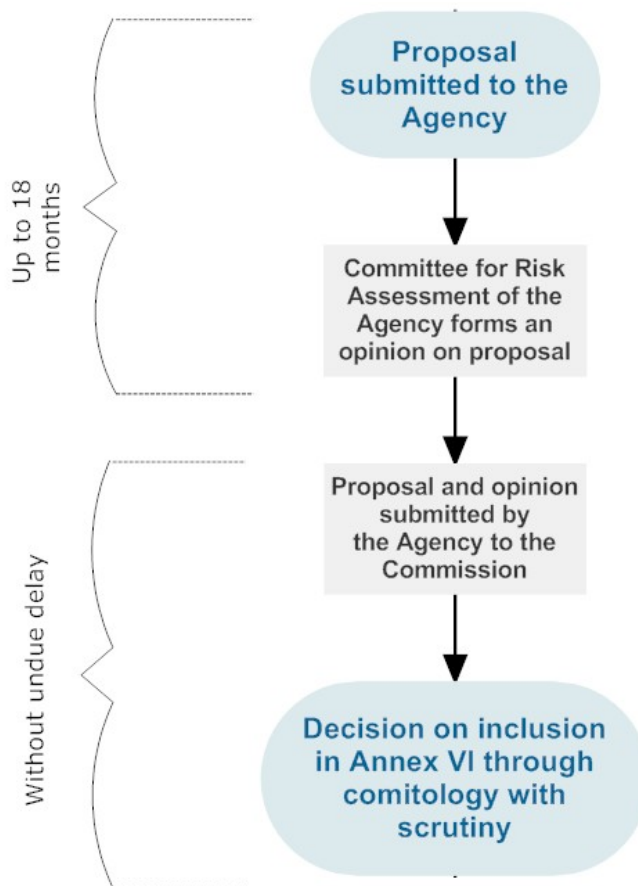 Proposal
submitted to the
Agency
Up to 18
months
Committee for Risk
Assessment of the
Agency forms an
opinion on proposal
Proposal and opinion
submitted by
the Agency to the
Commission
Without undue delay
Decision on inclusion
in Annex VI through
comitology with
scrutiny